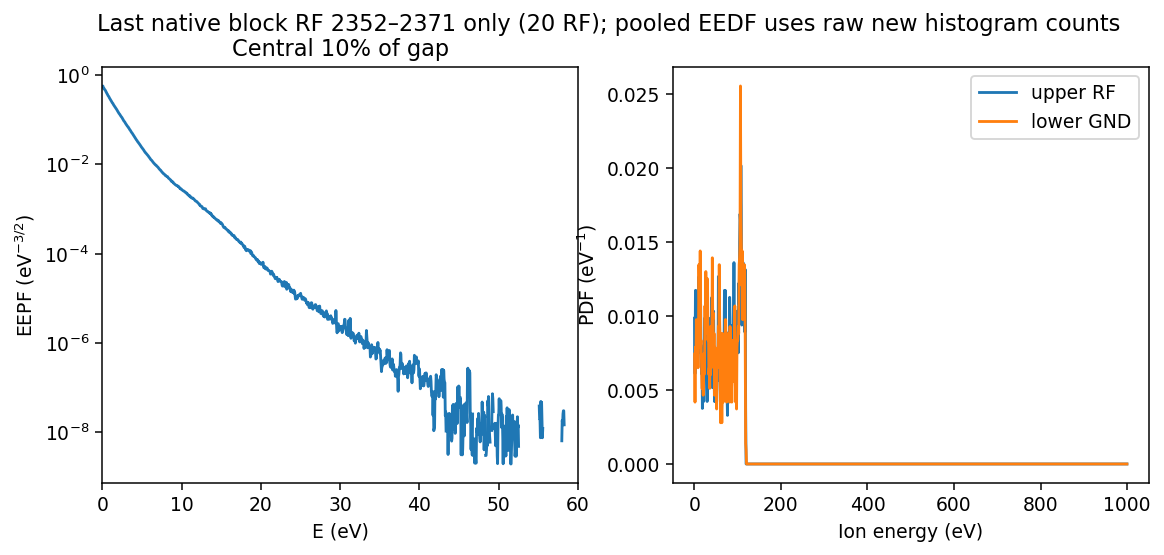 Last native block RF 2352–2371 only (20 RF); pooled EEDF uses raw new histogram counts
Central 10% of gap
EEPF (eV⁻³ᐟ²)
10⁰
10⁻²
10⁻⁴
10⁻⁶
10⁻⁸
0 10 20 30 40 50 60
E (eV)
PDF (eV⁻¹)
0.025
0.020
0.015
0.010
0.005
0.000
0 200 400 600 800 1000
Ion energy (eV)
upper RF
lower GND